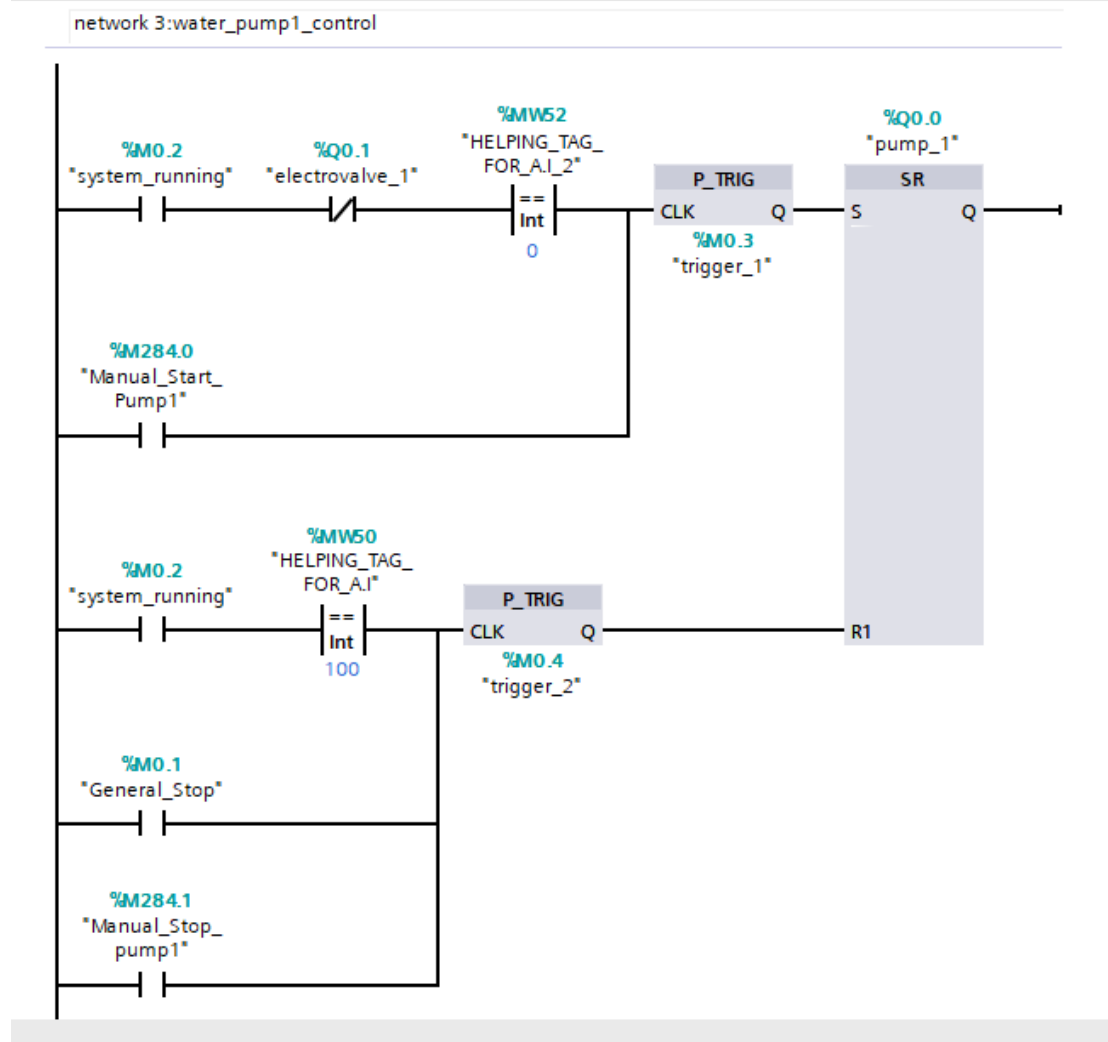 network 3:water_pump1_control
%MW52
"HELPING_TAG_
FOR_A.I_2"
%Q0.0
"pump_1"
%M0.2
"system_running"
%Q0.1
"electrovalve_1"
==
Int
0
P_TRIG
CLK Q
%M0.3
"trigger_1"
SR
S Q
%M284.0
"Manual_Start_
Pump1"
%MW50
"HELPING_TAG_
FOR_A.I"
%M0.2
"system_running"
==
Int
100
P_TRIG
CLK Q
%M0.4
"trigger_2"
R1
%M0.1
"General_Stop"
%M284.1
"Manual_Stop_
pump1"